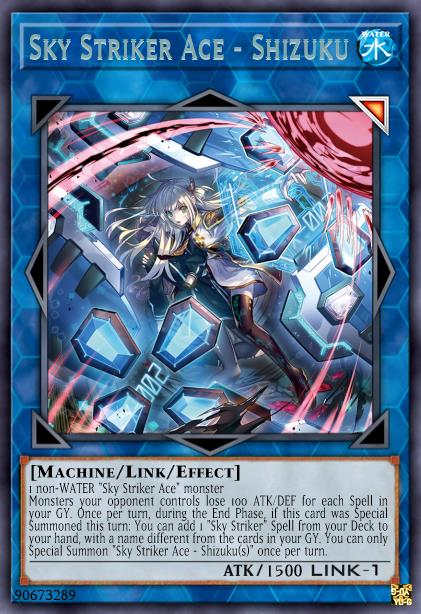 SKY STRIKER ACE - SHIZUKU
WATER
水
002
[MACHINE/LINK/EFFECT]
1 non-WATER "Sky Striker Ace" monster
Monsters your opponent controls lose 100 ATK/DEF for each Spell in
your GY. Once per turn, during the End Phase, if this card was Special
Summoned this turn: You can add 1 "Sky Striker" Spell from your Deck to
your hand, with a name different from the cards in your GY. You can only
Special Summon "Sky Striker Ace - Shizuku(s)" once per turn.
ATK/1500 LINK-1
90673289